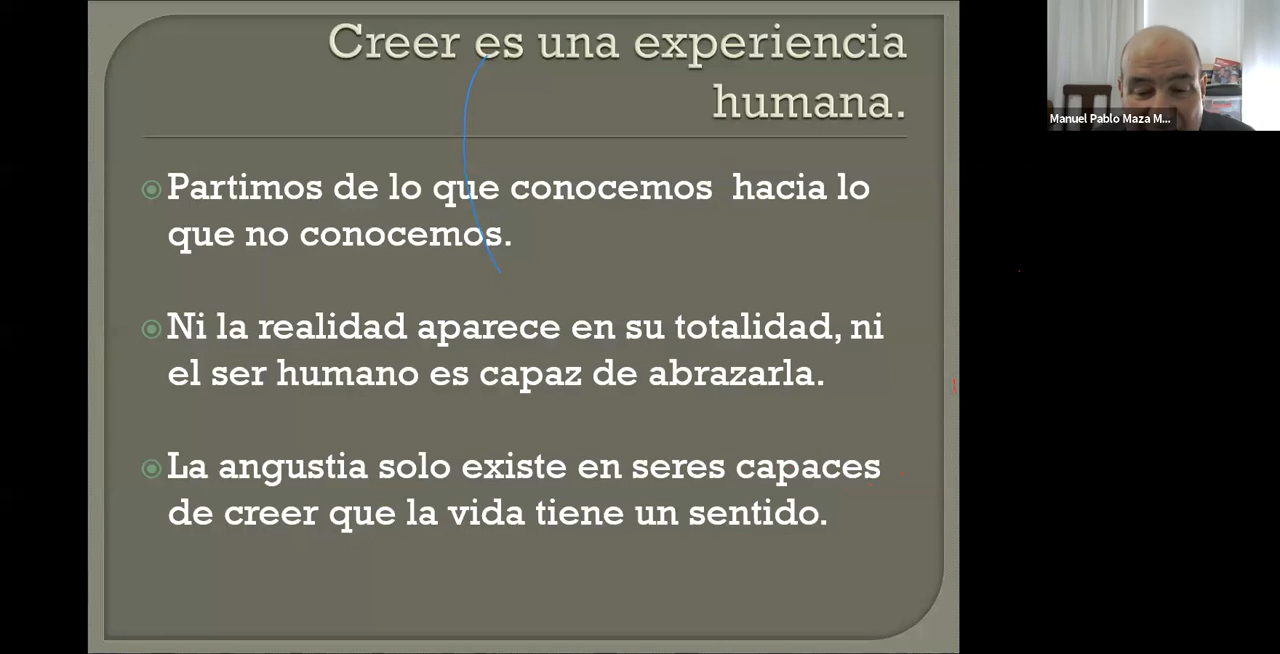 Creer es una experiencia
humana.
Partimos de lo que conocemos hacia lo
que no conocemos.
Ni la realidad aparece en su totalidad, ni
el ser humano es capaz de abrazarla.
La angustia solo existe en seres capaces
de creer que la vida tiene un sentido.
Manuel Pablo Maza M...